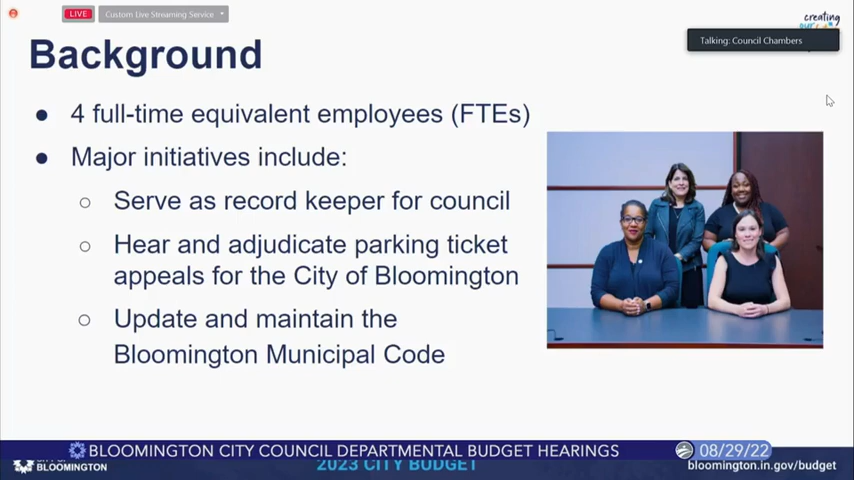 LIVE
Custom Live Streaming Service
creating
Talking: Council Chambers
Background
● 4 full-time equivalent employees (FTEs)
● Major initiatives include:
○ Serve as record keeper for council
○ Hear and adjudicate parking ticket
appeals for the City of Bloomington
○ Update and maintain the
Bloomington Municipal Code
BLOOMINGTON CITY COUNCIL DEPARTMENTAL BUDGET HEARINGS
08/29/22
BLOOMINGTON
2023 CITY BUDGET
bloomington.in.gov/budget